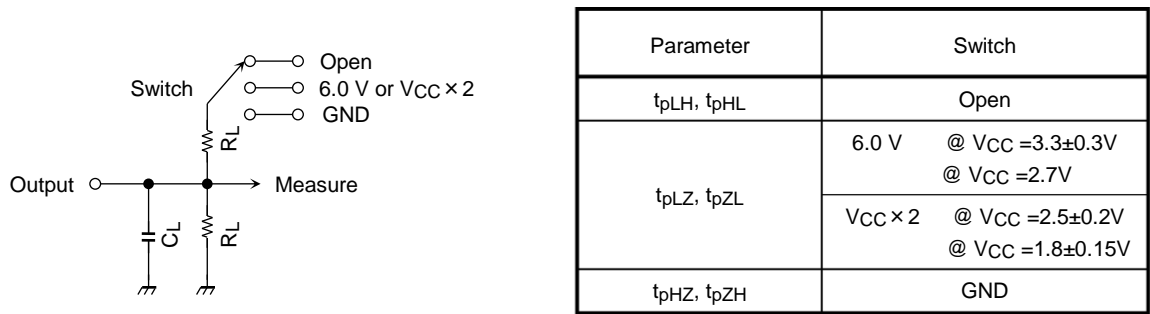 Switch
Open
6.0 V or VCC × 2
GND
RL
Output
Measure
CL
RL
Parameter Switch
tpLH, tpHL Open
tpLZ, tpZL
6.0 V @ VCC =3.3±0.3V
@ VCC =2.7V
VCC × 2 @ VCC =2.5±0.2V
@ VCC =1.8±0.15V
tpHZ, tpZH GND